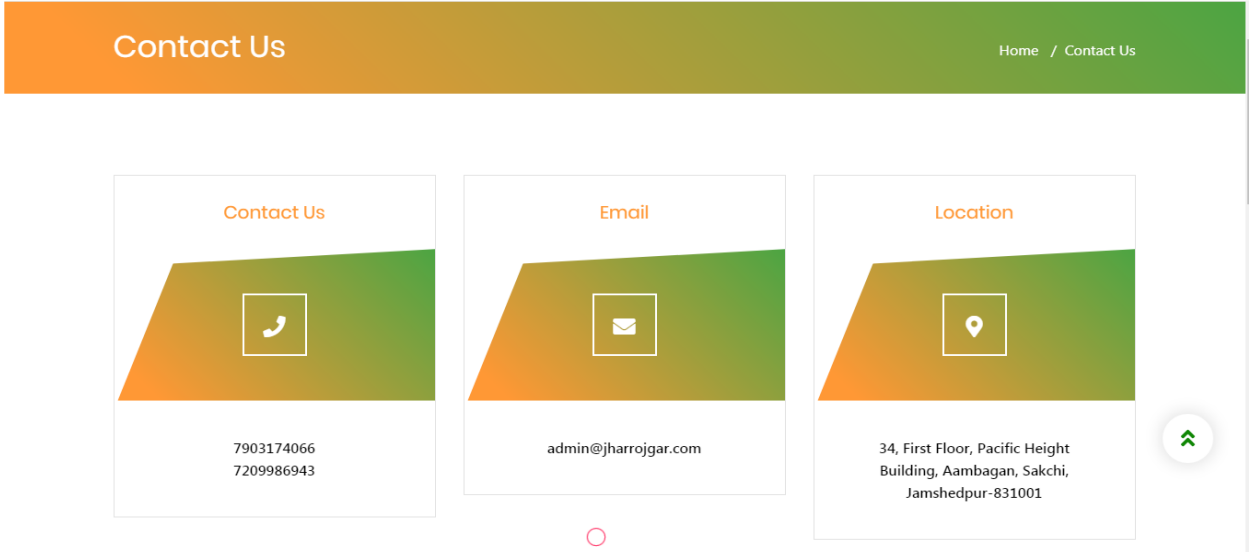 Contact Us
Home / Contact Us
Contact Us
7903174066
7209986943
Email
admin@jharrojgar.com
Location
34, First Floor, Pacific Height
Building, Aambagan, Sakchi,
Jamshedpur-831001